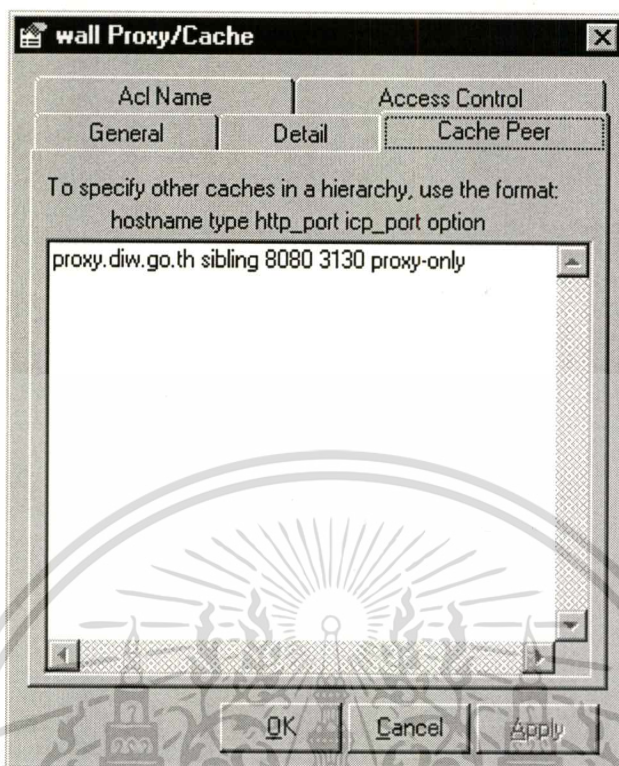 wall Proxy/Cache
Acl Name Access Control
General Detail Cache Peer
To specify other caches in a hierarchy, use the format:
hostname type http_port icp_port option
proxy.diw.go.th sibling 8080 3130 proxy-only
OK Cancel Apply